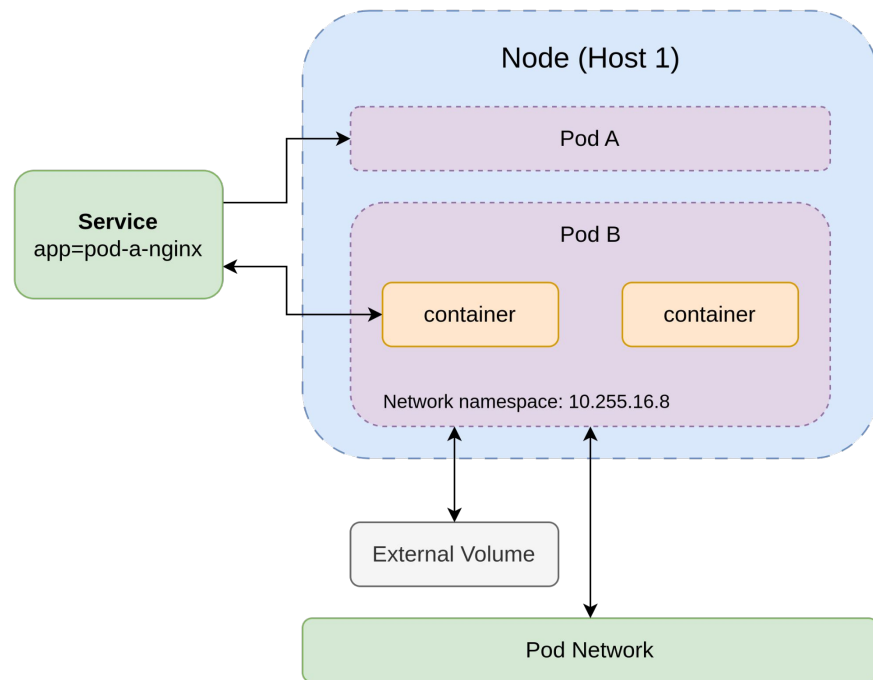 Node (Host 1)
Pod A
Service
app=pod-a-nginx
Pod B
container
container
Network namespace: 10.255.16.8
External Volume
Pod Network